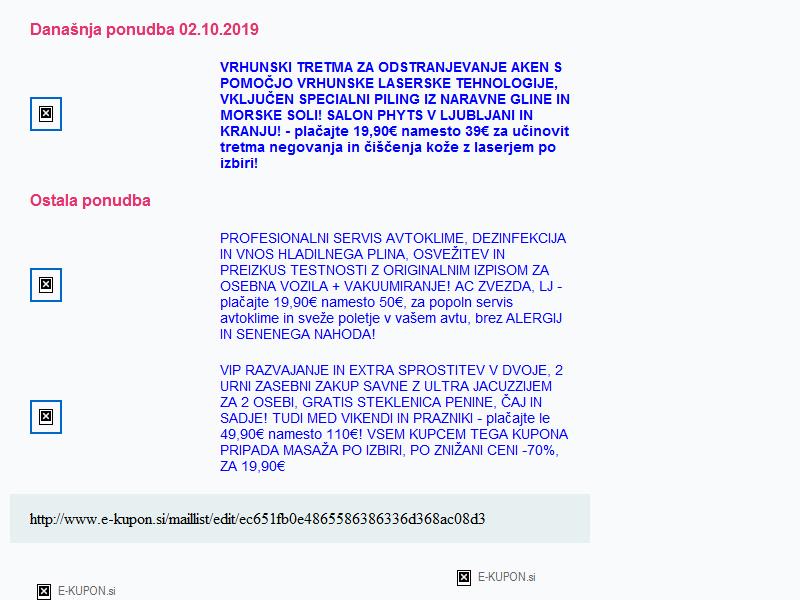 Današnja ponudba 02.10.2019
VRHUNSKI TRETMA ZA ODSTRANJEVANJE AKEN S
POMOČJO VRHUNSKE LASERSKE TEHNOLOGIJE,
VKLJUČEN SPECIALNI PILING IZ NARAVNE GLINE IN
MORSKE SOLI! SALON PHYTS V LJUBLJANI IN
KRANJU! - plačajte 19,90€ namesto 39€ za učinovit
tretma negovanja in čiščenja kože z laserjem po
izbiri!
Ostala ponudba
PROFESIONALNI SERVIS AVTOKLIME, DEZINFEKCIJA
IN VNOS HLADILNEGA PLINA, OSVEŽITEV IN
PREIZKUS TESTNOSTI Z ORIGINALNIM IZPISOM ZA
OSEBNA VOZILA + VAKUUMIRANJE! AC ZVEZDA, LJ -
plačajte 19,90€ namesto 50€, za popoln servis
avtoklime in sveže poletje v vašem avtu, brez ALERGIJ
IN SENENEGA NAHODA!
VIP RAZVAJANJE IN EXTRA SPROSTITEV V DVOJE, 2
URNI ZASEBNI ZAKUP SAVNE Z ULTRA JACUZZIJEM
ZA 2 OSEBI, GRATIS STEKLENICA PENINE, ČAJ IN
SADJE! TUDI MED VIKENDI IN PRAZNIKI - plačajte le
49,90€ namesto 110€! VSEM KUPCEM TEGA KUPONA
PRIPADA MASAŽA PO IZBIRI, PO ZNIŽANI CENI -70%,
ZA 19,90€
http://www.e-kupon.si/maillist/edit/ec651fb0e4865586386336d368ac08d3
E-KUPON.si
E-KUPON.si